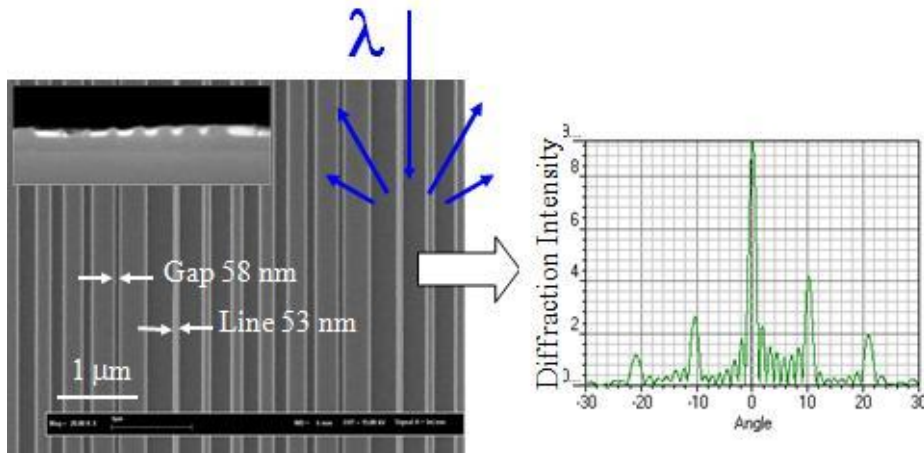 λ
Gap 58 nm
Line 53 nm
1 μm
Diffraction Intensity
8...
6
4
2
0...
-30
-20
-10
0
10
20
30
Angle